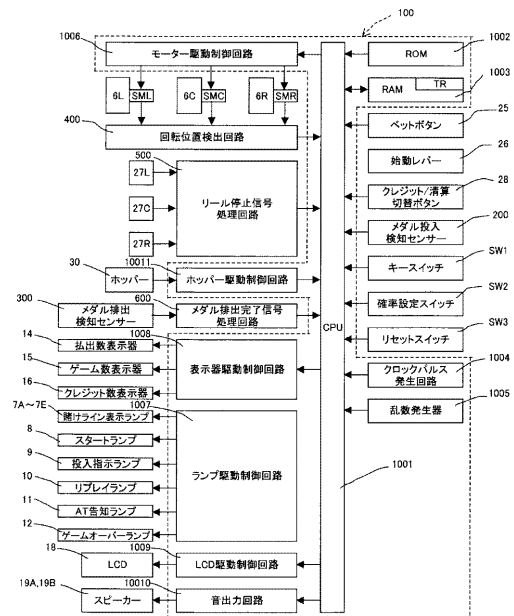 100
1006
モーター駆動制御回路
ROM
1002
6L
SML
6C
SMC
6R
SMR
RAM
TR
1003
400
回転位置検出回路
ベットボタン
25
500
27L
27C
27R
リール停止信号
処理回路
始動レバー
26
クレジット/清算
切替ボタン
28
メダル投入
検知センサー
200
30
ホッパー
10011
ホッパー駆動制御回路
キースイッチ
SW1
300
メダル排出
検知センサー
600
メダル排出完了信号
処理回路
CPU
確率設定スイッチ
SW2
リセットスイッチ
SW3
14
払出数表示器
15
ゲーム数表示器
16
クレジット数表示器
1008
表示器駆動制御回路
クロックパルス
発生回路
1004
乱数発生器
1005
7A～7E
賭けライン表示ランプ
8
スタートランプ
9
投入指示ランプ
10
リプレイランプ
11
AT告知ランプ
12
ゲームオーバーランプ
1007
ランプ駆動制御回路
1001
18
LCD
1009
LCD駆動制御回路
19A,19B
スピーカー
10010
音出力回路